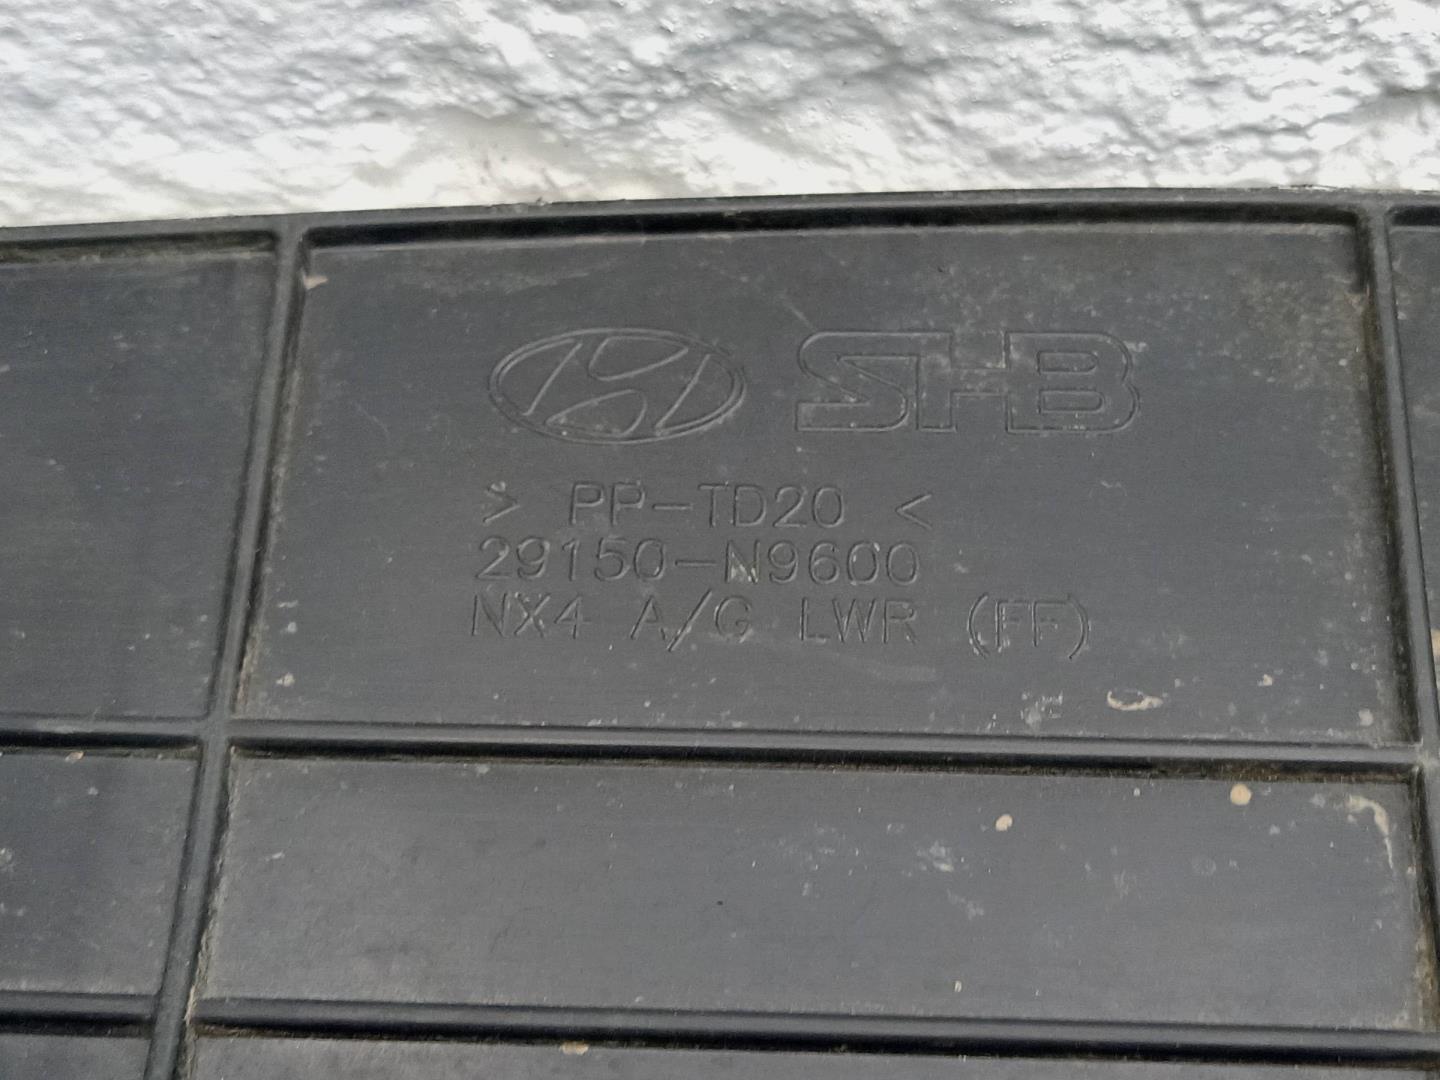 SHB
> PP-TD20 <
29150-N9600
NX4 A/G LWR (FF)